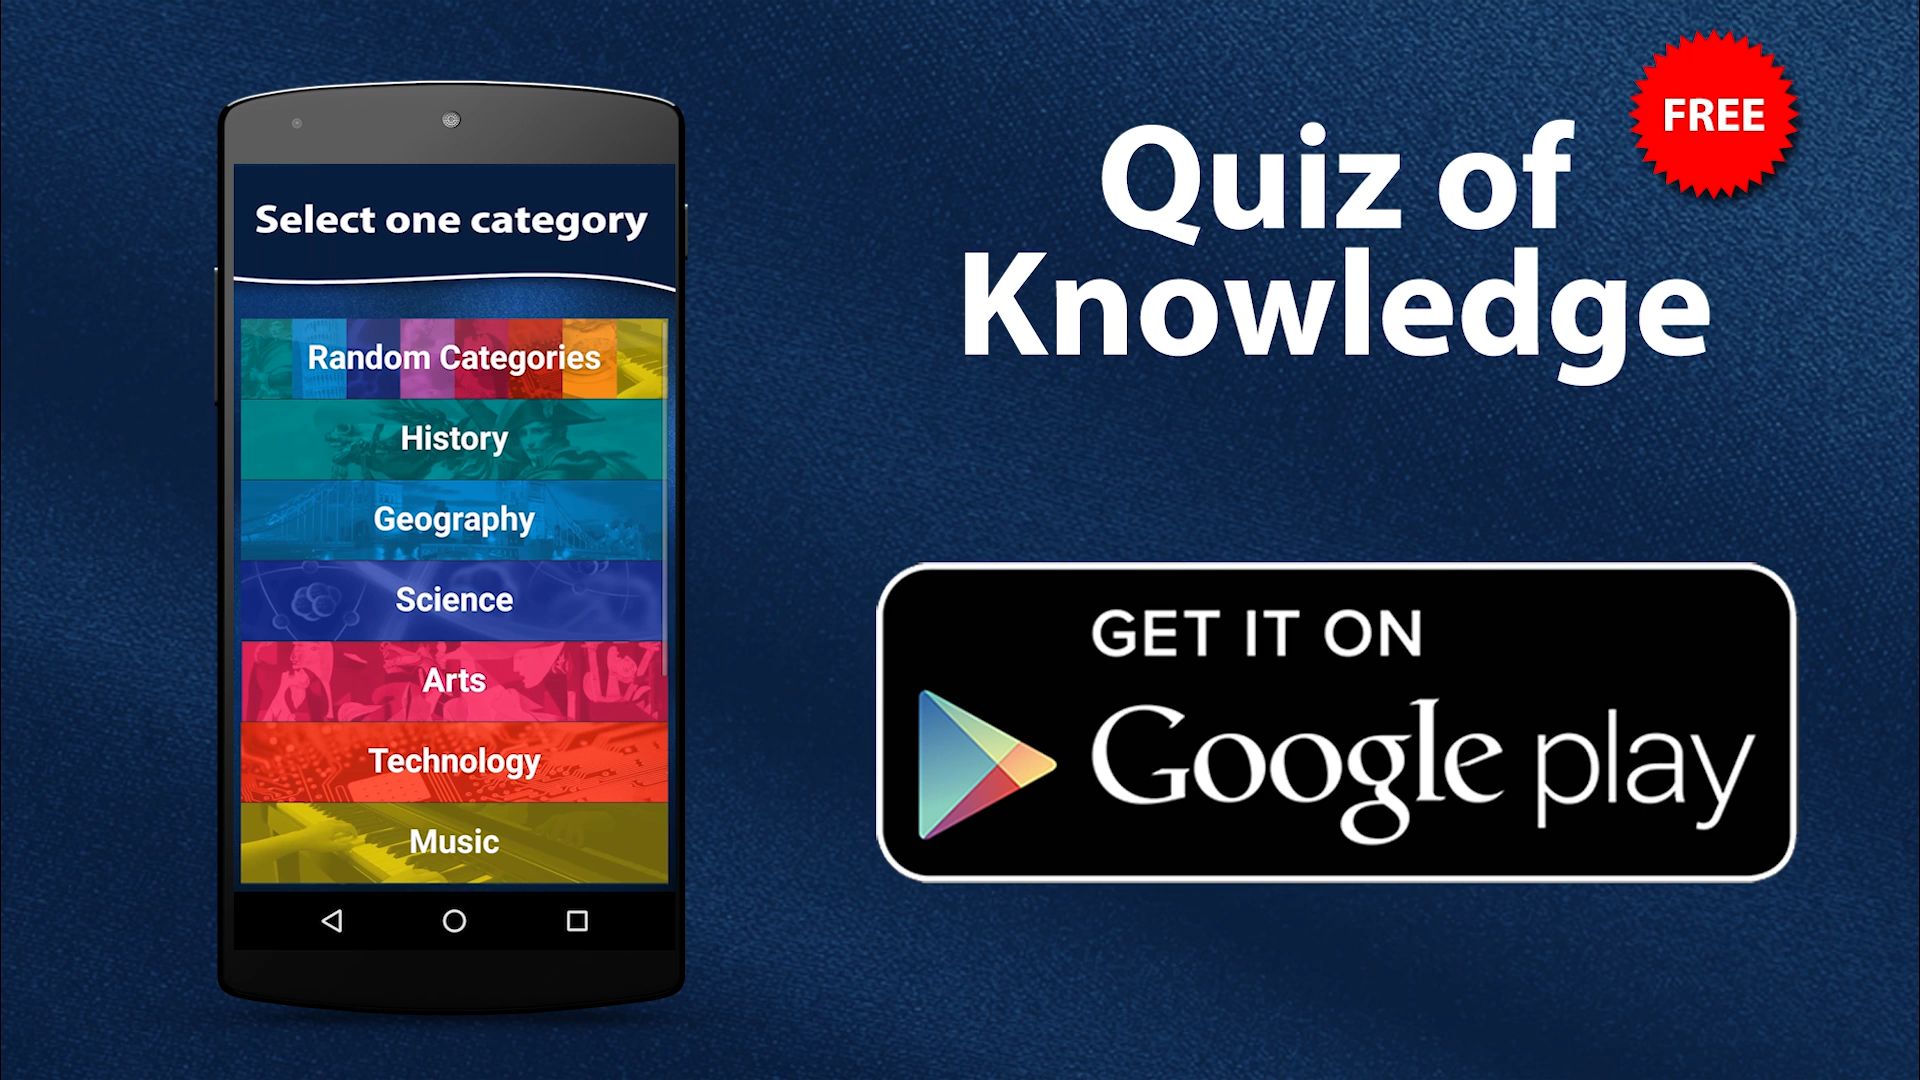 Select one category
Random Categories
History
Geography
Science
Arts
Technology
Music
Quiz of
Knowledge
FREE
GET IT ON
Google play